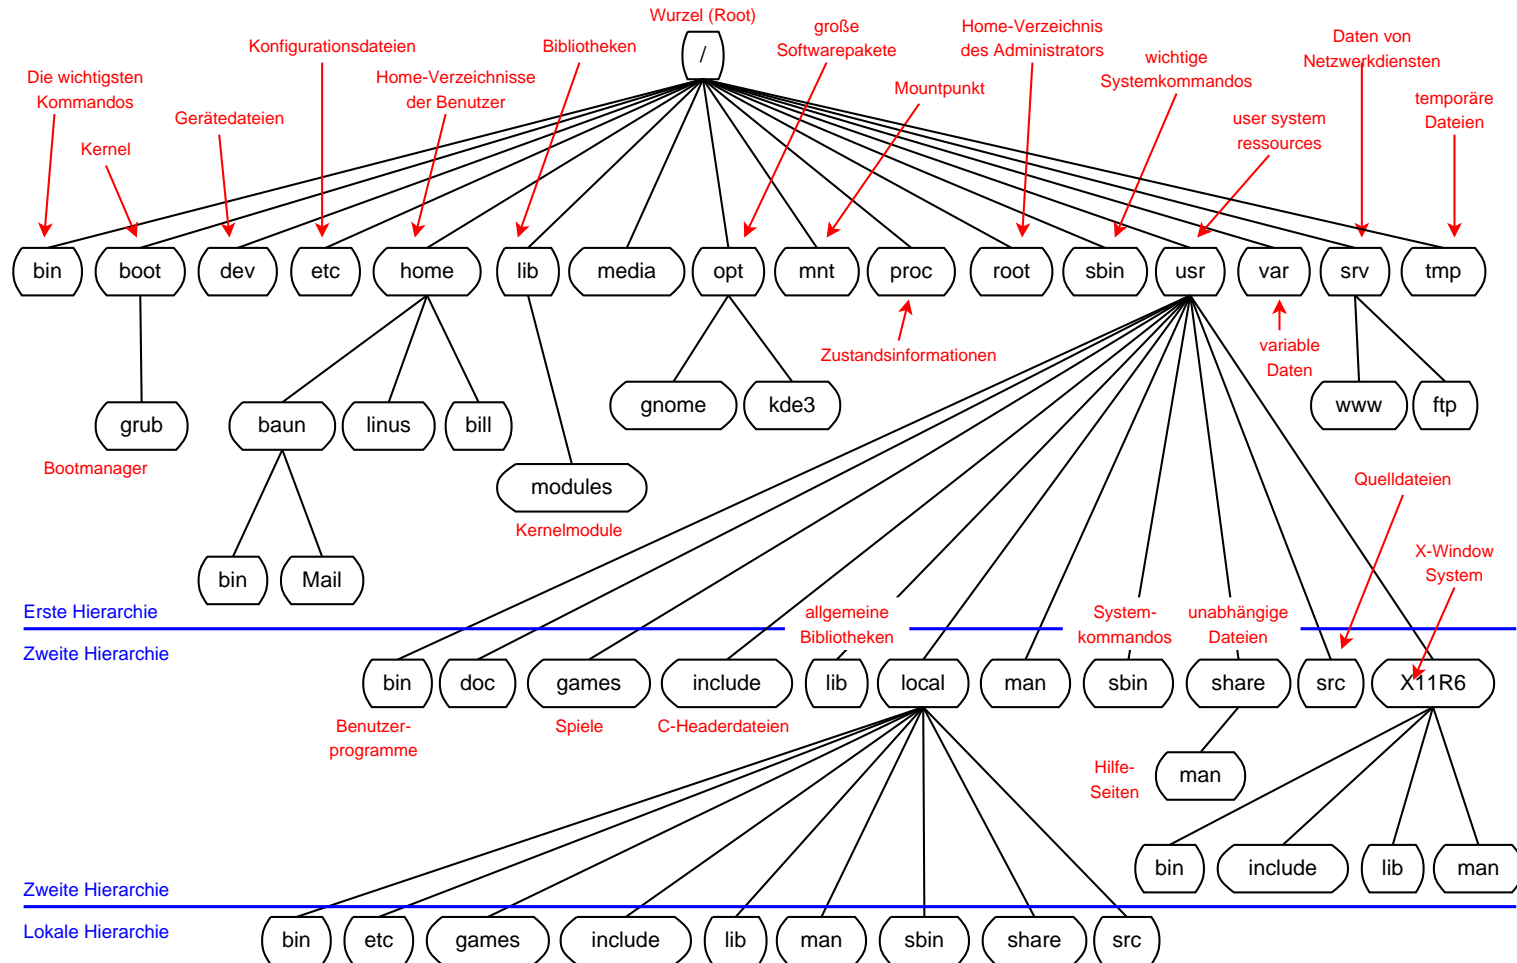 Wurzel (Root)
/
Die wichtigsten
Kommandos
Kernel
Gerätedateien
Konfigurationsdateien
Home-Verzeichnisse
der Benutzer
Bibliotheken
große
Softwarepakete
Mountpunkt
Home-Verzeichnis
des Administrators
wichtige
Systemkommandos
user system
ressources
Daten von
Netzwerkdiensten
temporäre
Dateien
bin
boot
dev
etc
home
lib
media
opt
mnt
proc
root
sbin
usr
var
srv
tmp
Zustandsinformationen
variable
Daten
grub
Bootmanager
baun
linus
bill
gnome
kde3
www
ftp
modules
Kernelmodule
bin
Mail
Quelldateien
X-Window
System
Erste Hierarchie
Zweite Hierarchie
allgemeine
Bibliotheken
System-
kommandos
unabhängige
Dateien
bin
doc
games
include
lib
local
man
sbin
share
src
X11R6
Benutzer-
programme
Spiele
C-Headerdateien
Hilfe-
Seiten
man
bin
include
lib
man
Zweite Hierarchie
Lokale Hierarchie
bin
etc
games
include
lib
man
sbin
share
src